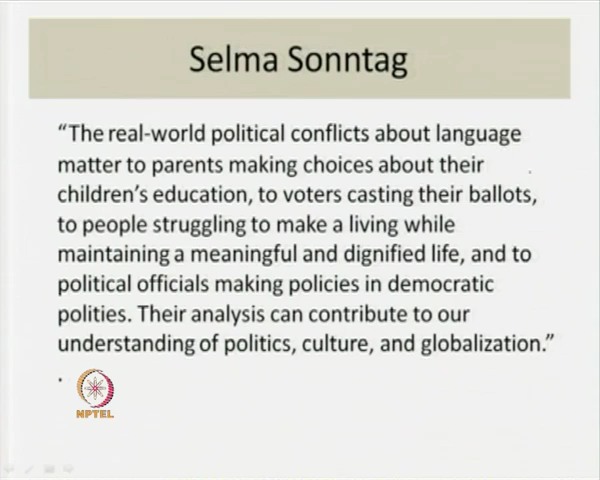 Selma Sonntag
“The real-world political conflicts about language
matter to parents making choices about their
children’s education, to voters casting their ballots,
to people struggling to make a living while
maintaining a meaningful and dignified life, and to
political officials making policies in democratic
polities. Their analysis can contribute to our
understanding of politics, culture, and globalization.”
.
NPTEL